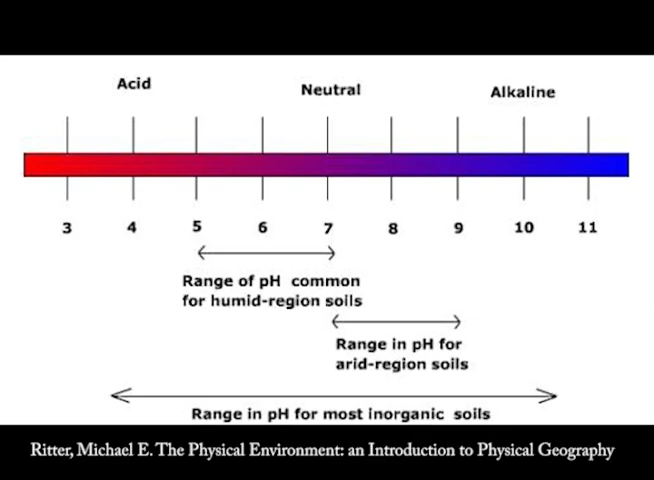 Acid
Neutral
Alkaline
3 4 5 6 7 8 9 10 11
Range of pH common
for humid-region soils
Range in pH for
arid-region soils
Range in pH for most inorganic soils
Ritter, Michael E. The Physical Environment: an Introduction to Physical Geography